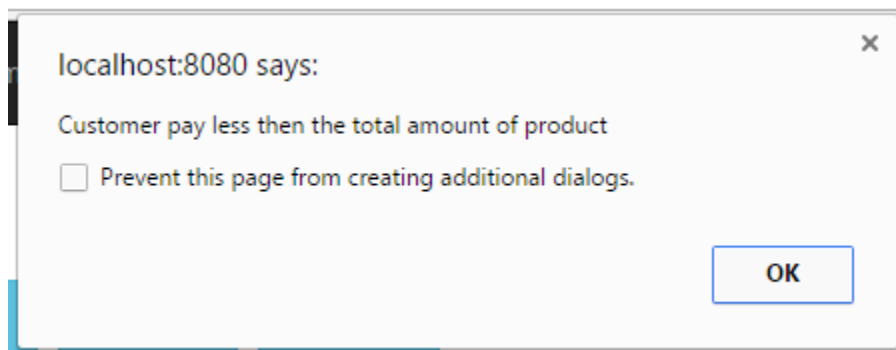 localhost:8080 says:
Customer pay less then the total amount of product
Prevent this page from creating additional dialogs.
OK